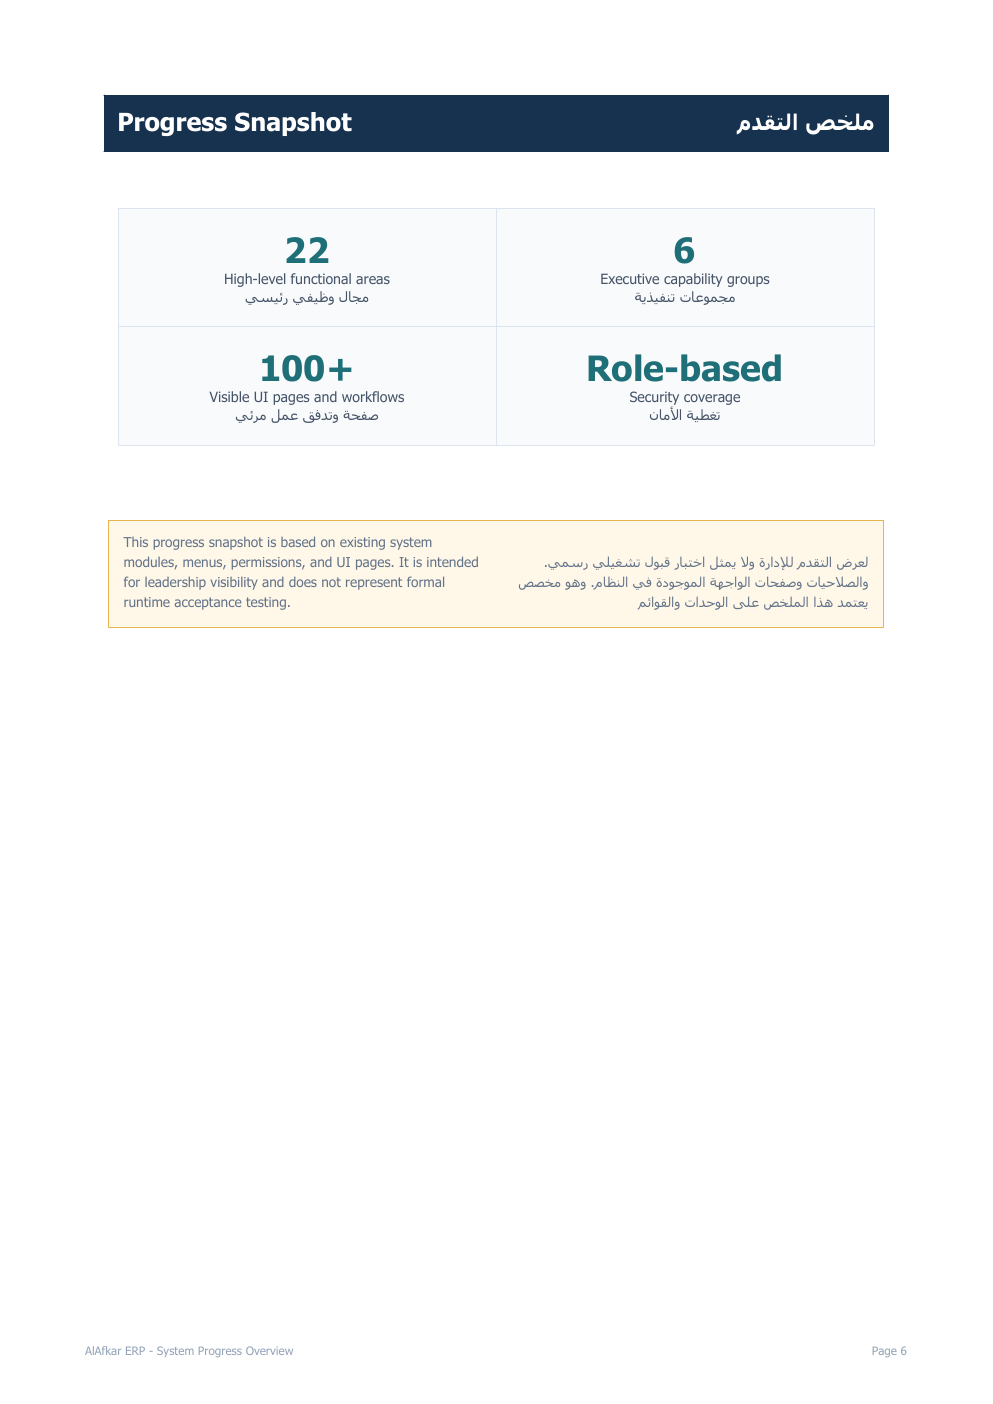 Progress Snapshot
ملخص التقدم
22
High-level functional areas
مجال وظيفي رئيسي
6
Executive capability groups
مجموعات تنفيذية
100+
Visible UI pages and workflows
صفحة وتدفق عمل مرئي
Role-based
Security coverage
تغطية الأمان
This progress snapshot is based on existing system
modules, menus, permissions, and UI pages. It is intended
for leadership visibility and does not represent formal
runtime acceptance testing.
لعرض التقدم للإدارة ولا يمثل اختبار قبول تشغيلي رسمي.
والصلاحيات وصفحات الواجهة الموجودة في النظام. وهو مخصص
يعتمد هذا الملخص على الوحدات والقوائم
AlAfkar ERP - System Progress Overview
Page 6